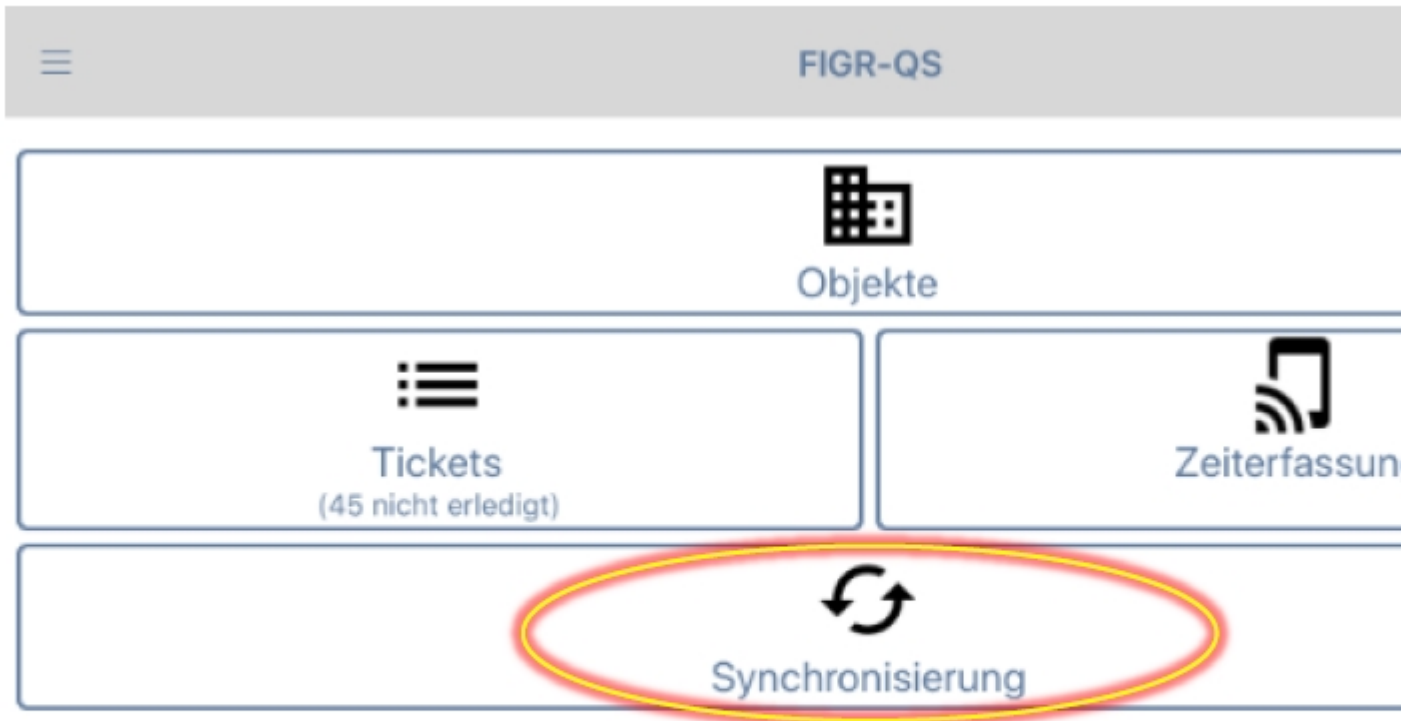 FIGR-QS
Objekte
Tickets
(45 nicht erledigt)
Zeiterfassun
Synchronisierung